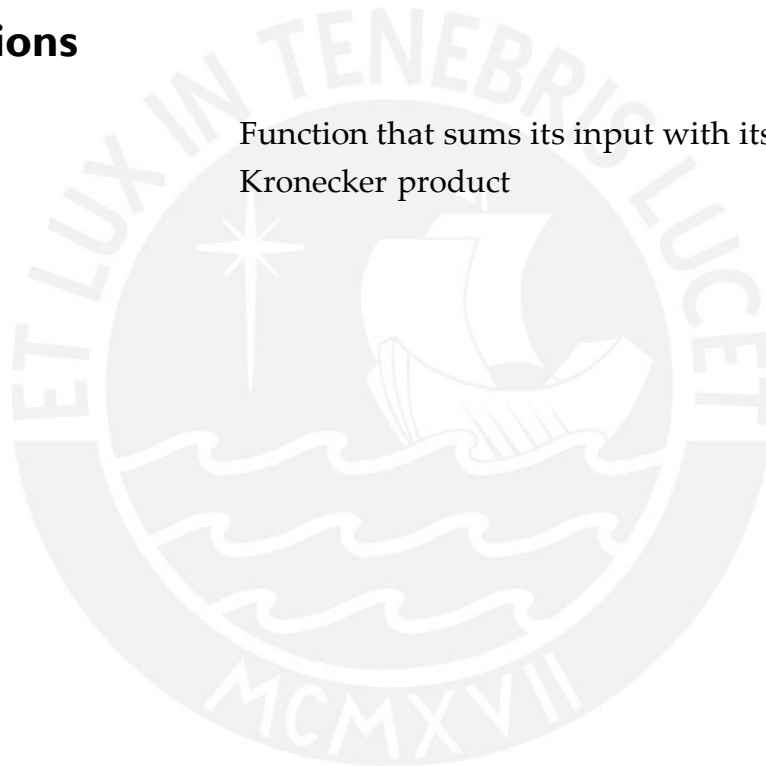 ions
Function that sums its input with its
Kronecker product
ET LUX IN TENEBRIS LUCET
MCMXVII